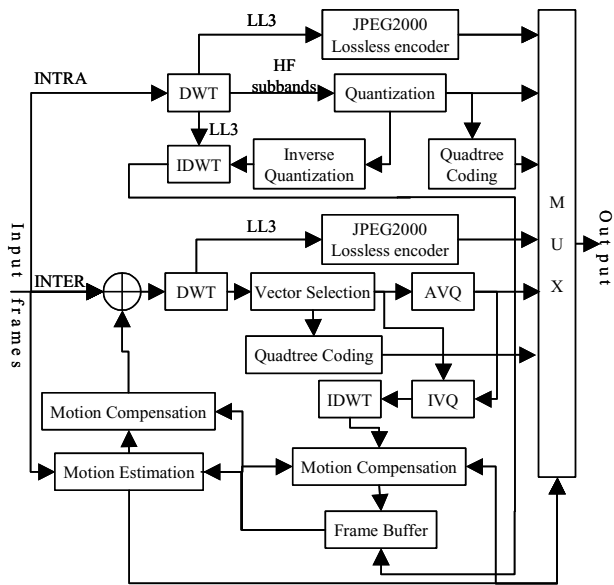 LL3
JPEG2000
Lossless encoder
INTRA
DWT
HF
subbands
Quantization
LL3
IDWT
Inverse
Quantization
Quadtree
Coding
M
U
X
Output
Input frames
LL3
JPEG2000
Lossless encoder
INTER
DWT
Vector Selection
AVQ
Quadtree Coding
IDWT
IVQ
Motion Compensation
Motion Estimation
Motion Compensation
Frame Buffer